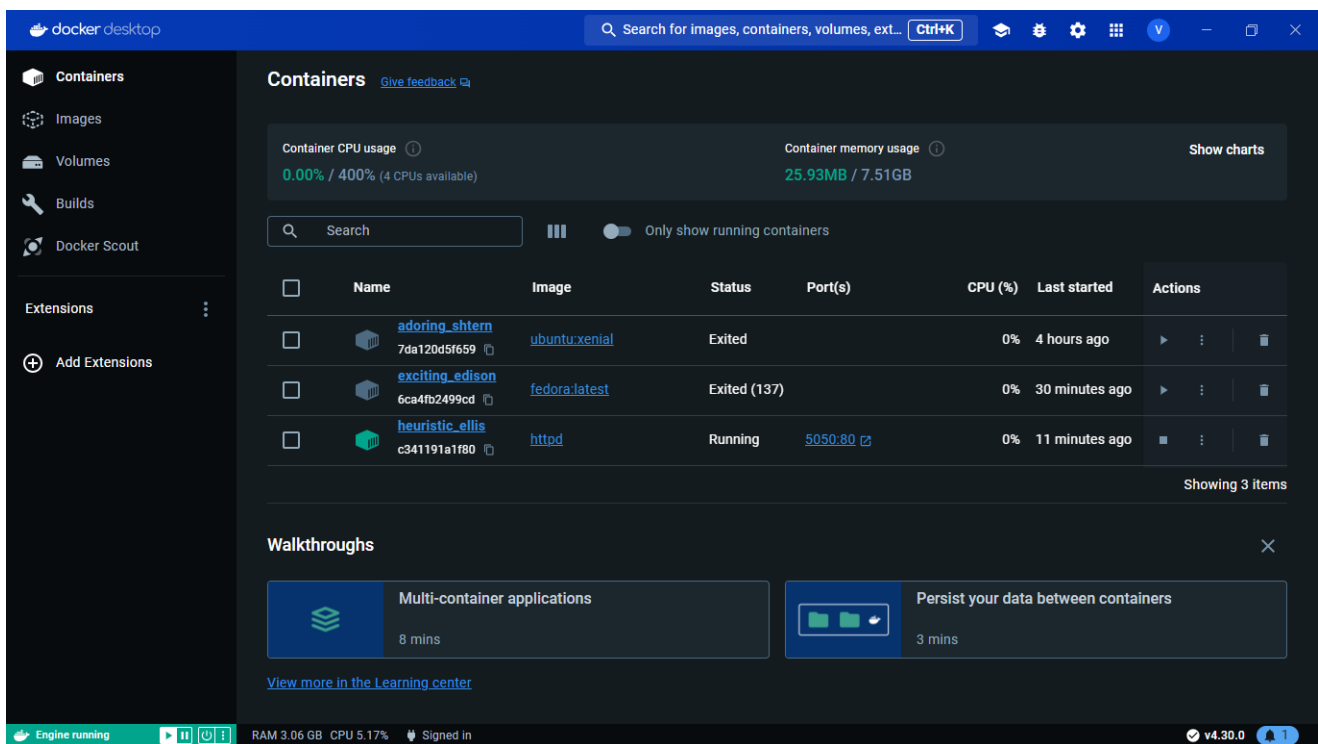 docker desktop
Search for images, containers, volumes, ext... Ctrl+K
V
Containers
Images
Volumes
Builds
Docker Scout
Extensions
Add Extensions
Containers Give feedback
Container CPU usage
0.00% / 400% (4 CPUs available)
Container memory usage
25.93MB / 7.51GB
Show charts
Search
Only show running containers
Name Image Status Port(s) CPU (%) Last started Actions
adoring_shtern
7da120d5f659 ubuntu:xenial Exited 0% 4 hours ago
exciting_edison
6ca4fb2499cd fedora:latest Exited (137) 0% 30 minutes ago
heuristic_ellis
c341191a1f80 httpd Running 5050:80 0% 11 minutes ago
Showing 3 items
Walkthroughs
Multi-container applications
8 mins
Persist your data between containers
3 mins
View more in the Learning center
Engine running RAM 3.06 GB CPU 5.17% Signed in v4.30.0 1